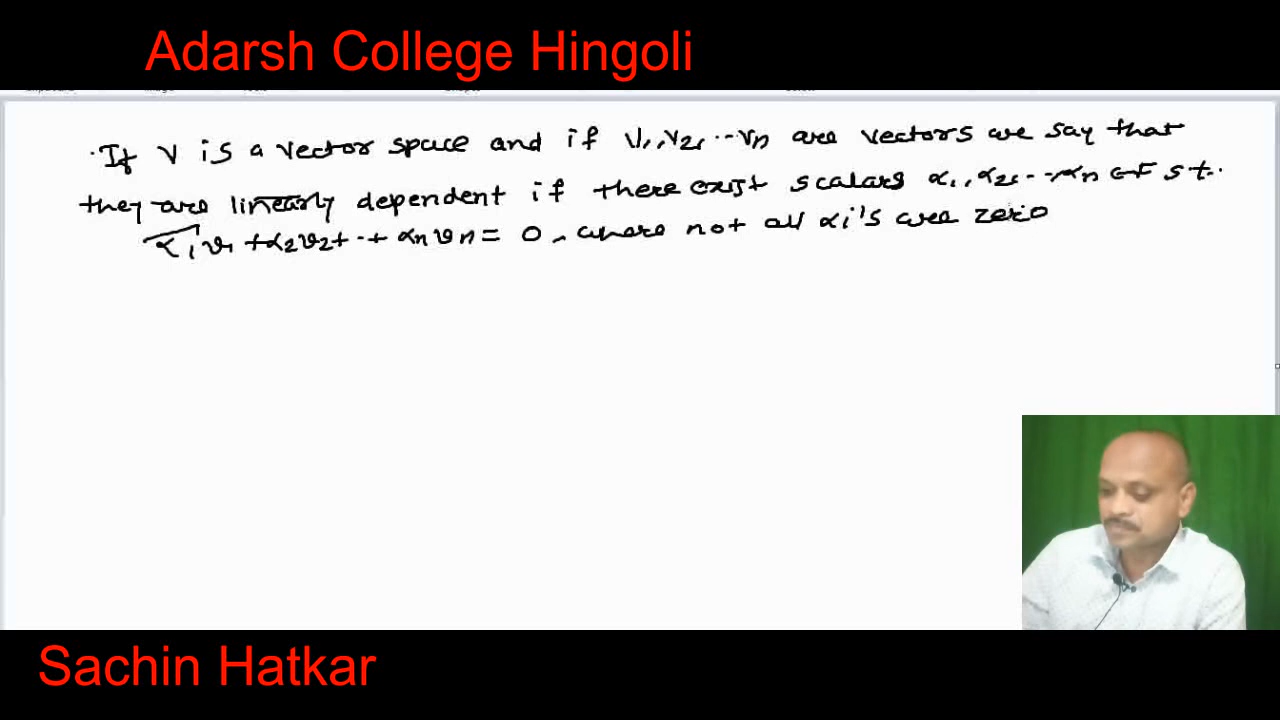 Adarsh College Hingoli
If V is a vector space and if v1, v2, ... vn are vectors we say that
they are linearly dependent if there exist scalars α1, α2, ... αn ∈ F s.t..
α1v1 + α2v2 + ... + αnvn = 0, where not all αi's are zero
Sachin Hatkar